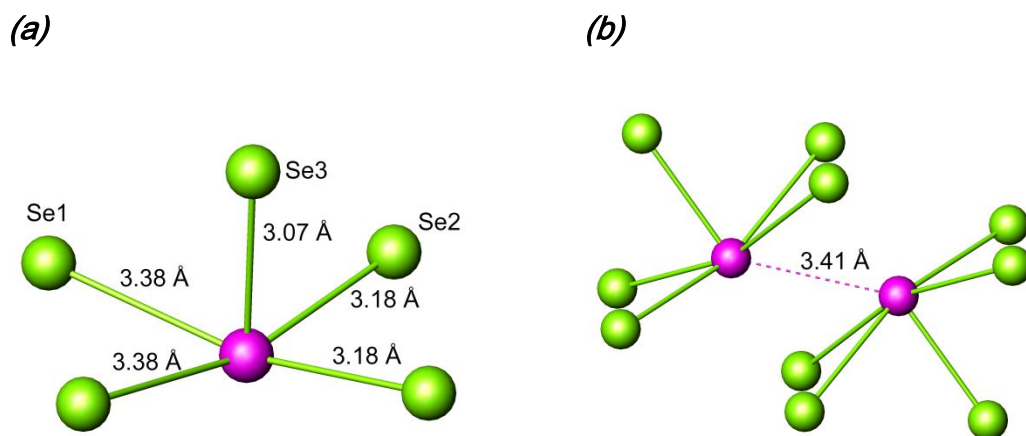 (a)
(b)
Se3
Se1
Se2
3.07 Å
3.38 Å
3.18 Å
3.38 Å
3.18 Å
3.41 Å